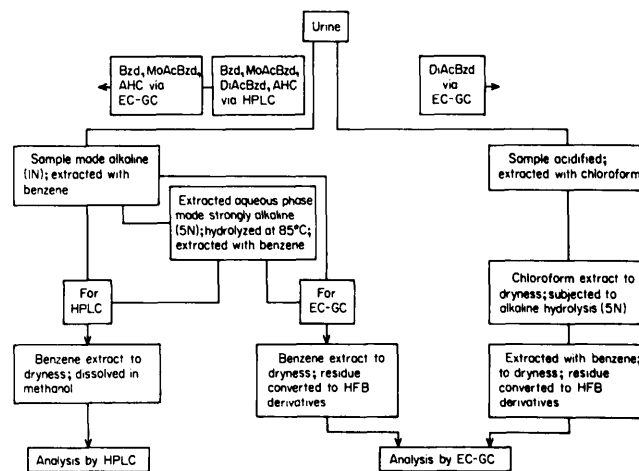 Urine
Bzd, MoAcBzd,
AHC via
EC-GC
Bzd, MoAcBzd,
DiAcBzd, AHC
via HPLC
DiAcBzd
via
EC-GC
Sample made alkaline
(1N); extracted with
benzene
Sample acidified;
extracted with chloroform
Extracted aqueous phase
made strongly alkaline
(5N); hydrolyzed at 85°C;
extracted with benzene
For
HPLC
For
EC-GC
Chloroform extract to
dryness; subjected to
alkaline hydrolysis (5N)
Benzene extract to
dryness; dissolved in
methanol
Benzene extract to
dryness; residue
converted to HFB
derivatives
Extracted with benzene;
to dryness; residue
converted to HFB
derivatives
Analysis by HPLC
Analysis by EC-GC